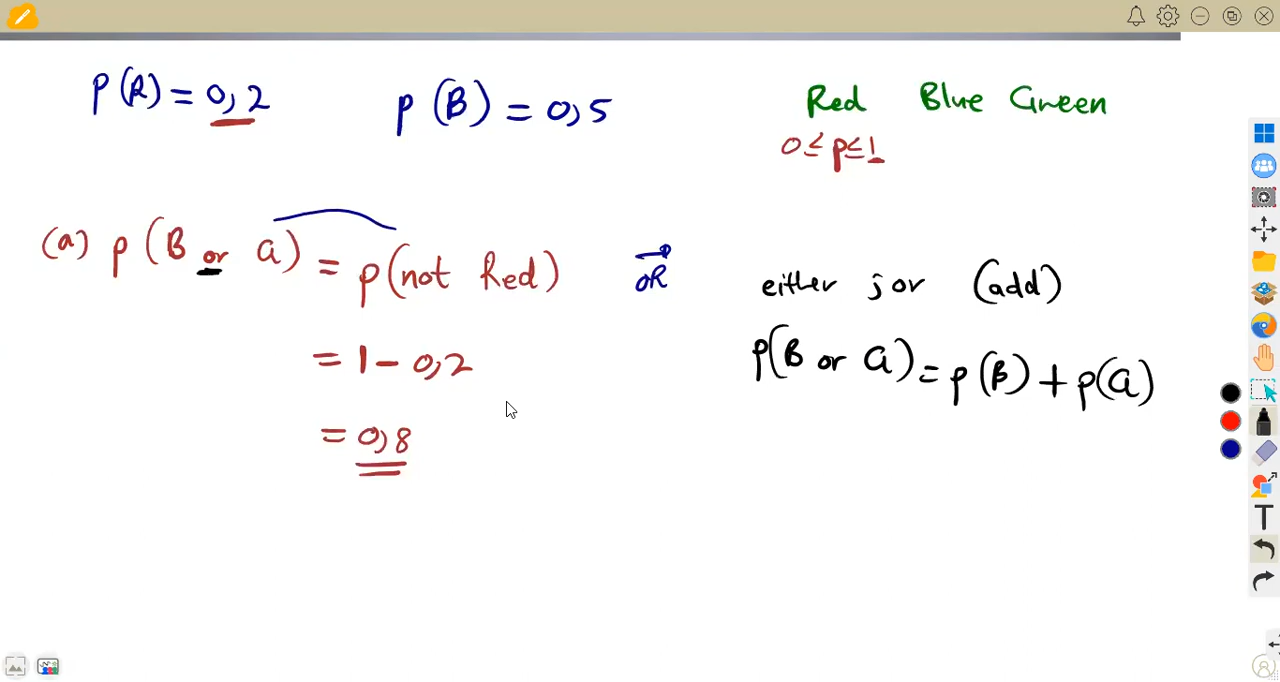 P(R) = 0,2
P(B) = 0,5
Red Blue Green
0 ≤ p ≤ 1
(a) P(B or G) = P(not Red)
OR
= 1 - 0,2
= 0,8
either ; or (add)
P(B or G) = P(B) + P(G)
T